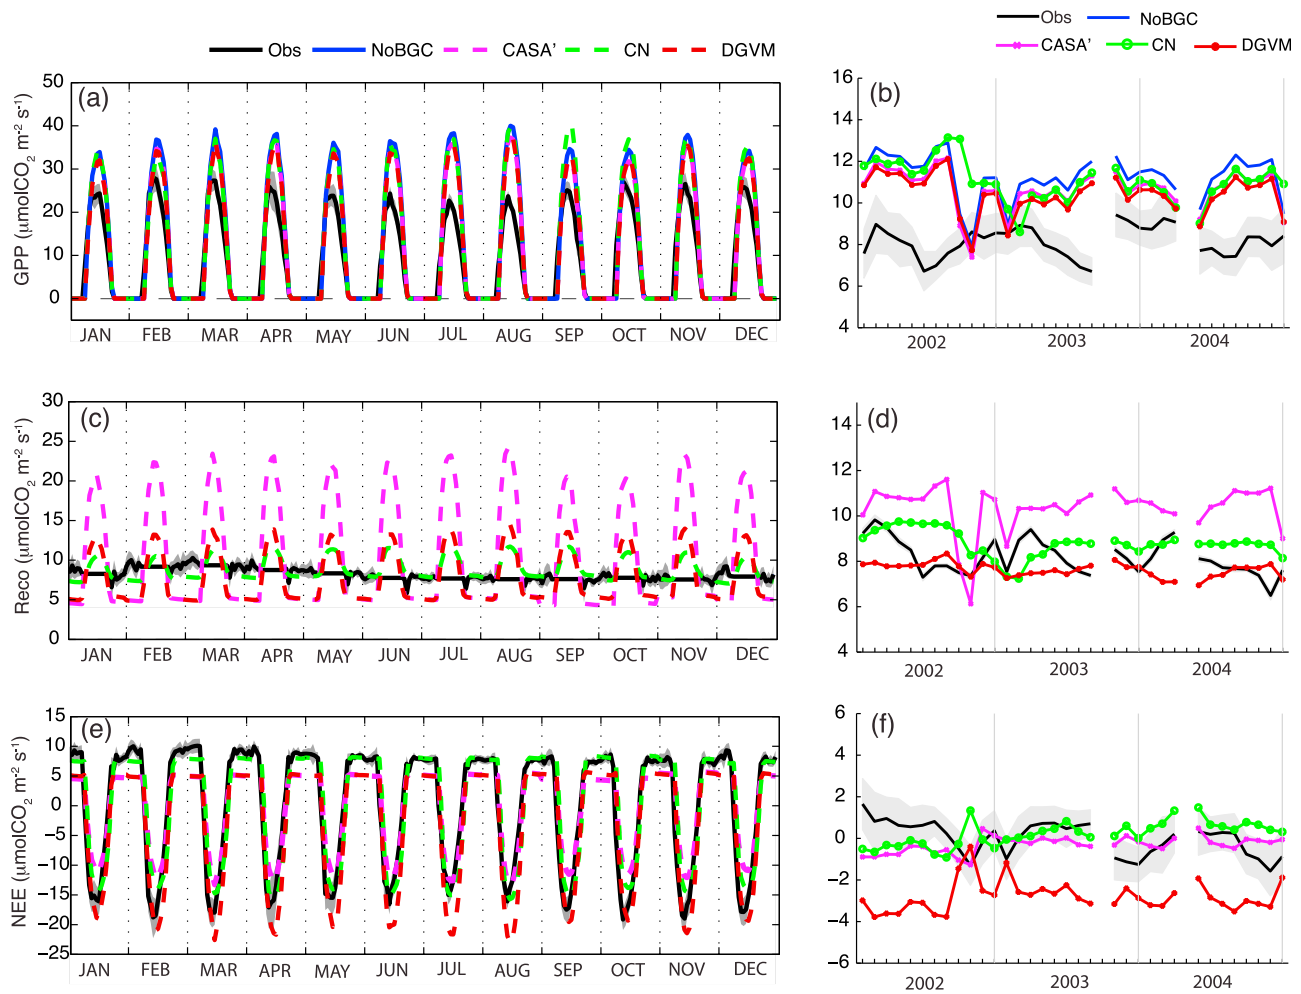 Obs NoBGC CASA' CN DGVM
Obs NoBGC
CASA' CN DGVM
(a)
GPP (μmolCO2 m-2 s-1)
50
40
30
20
10
0
JAN FEB MAR APR MAY JUN JUL AUG SEP OCT NOV DEC
(b)
16
14
12
10
8
6
4
2002 2003 2004
(c)
Reco (μmolCO2 m-2 s-1)
30
25
20
15
10
5
0
JAN FEB MAR APR MAY JUN JUL AUG SEP OCT NOV DEC
(d)
14
12
10
8
6
4
2002 2003 2004
(e)
NEE (μmolCO2 m-2 s-1)
15
10
5
0
−5
−10
−15
−20
−25
JAN FEB MAR APR MAY JUN JUL AUG SEP OCT NOV DEC
(f)
6
4
2
0
−2
−4
−6
2002 2003 2004